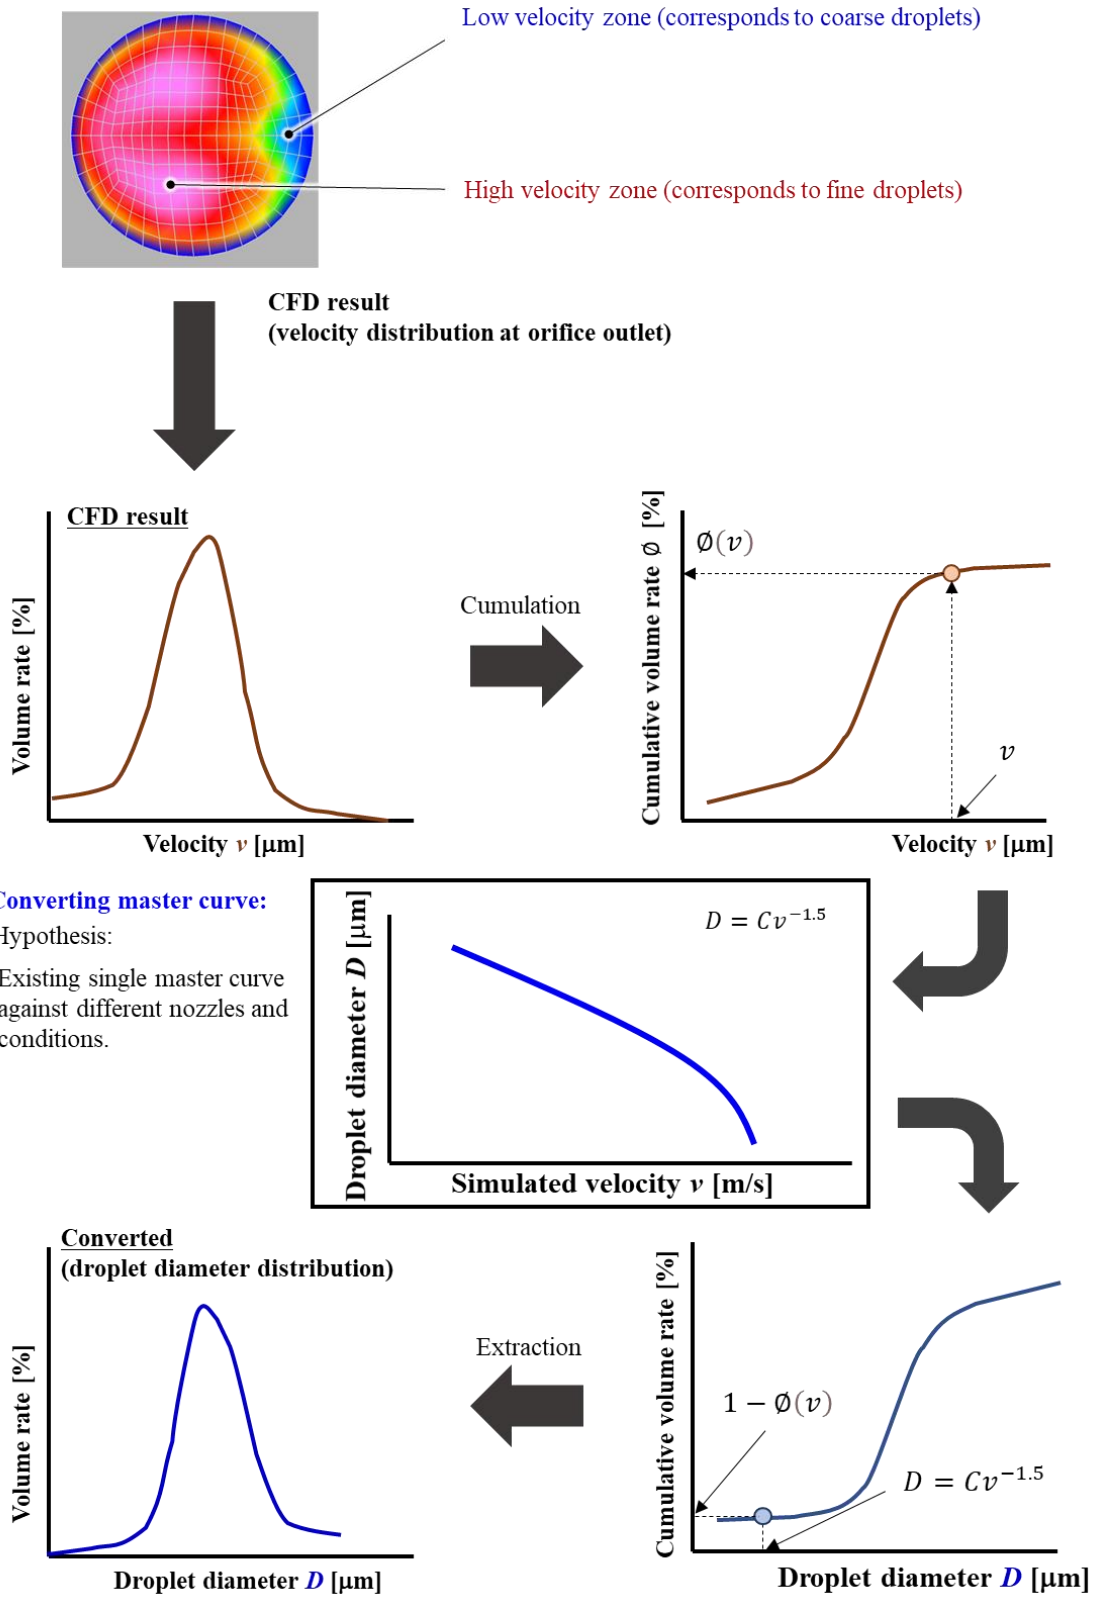 Low velocity zone (corresponds to coarse droplets)
High velocity zone (corresponds to fine droplets)
CFD result
(velocity distribution at orifice outlet)
CFD result
Volume rate [%]
Velocity v [μm]
Cumulation
Cumulative volume rate ∅ [%]
∅(v)
v
Velocity v [μm]
Converting master curve:
Hypothesis:
Existing single master curve
against different nozzles and
conditions.
Droplet diameter D [μm]
D = Cv⁻¹·⁵
Simulated velocity v [m/s]
Converted
(droplet diameter distribution)
Volume rate [%]
Droplet diameter D [μm]
Extraction
Cumulative volume rate [%]
1 − ∅(v)
D = Cv⁻¹·⁵
Droplet diameter D [μm]